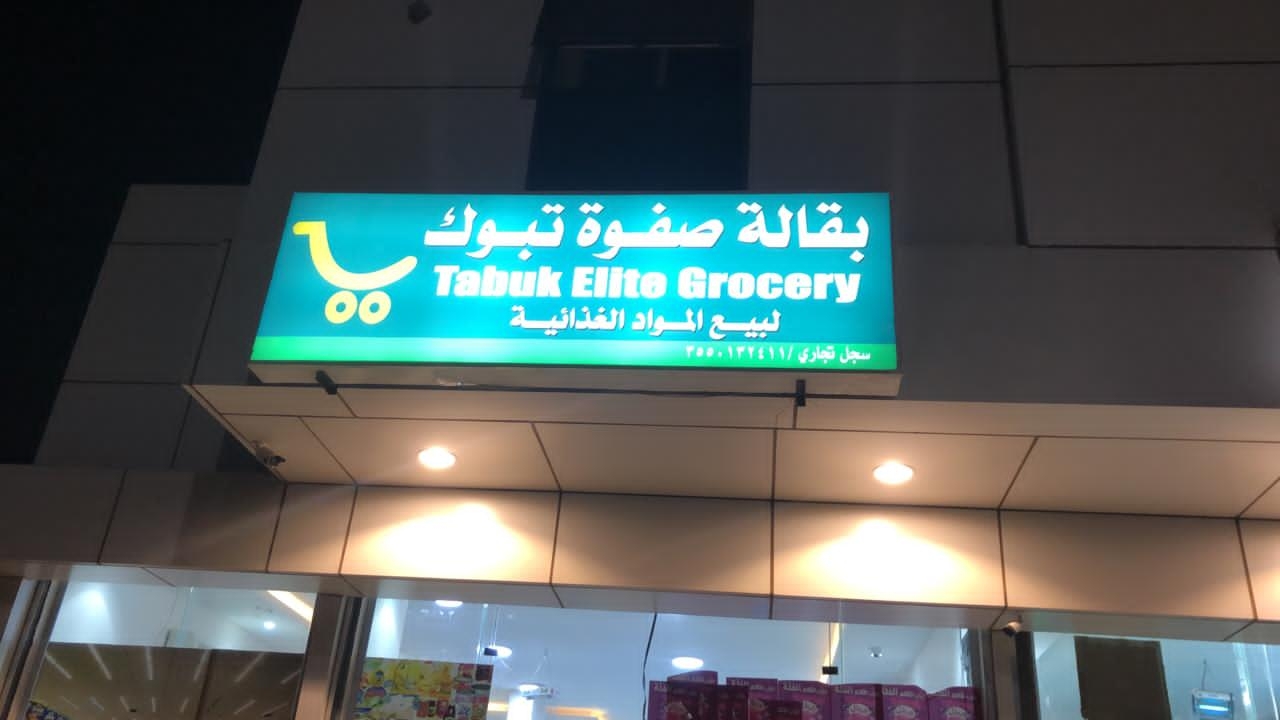 بقالة صفوة تبوك
Tabuk Elite Grocery
لبيع المواد الغذائية
سجل تجاري /٣٥٥٠١٣٢٤١١